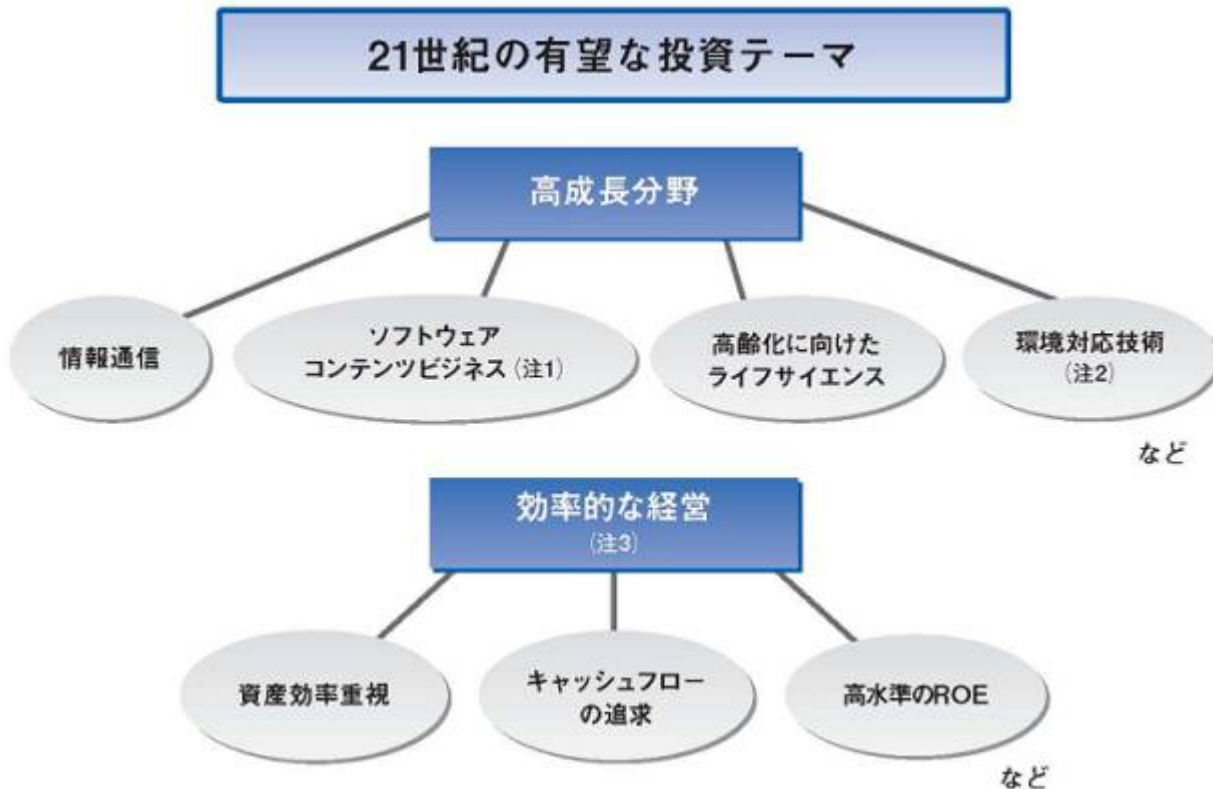 21世紀の有望な投資テーマ
高成長分野
情報通信
ソフトウェア
コンテンツビジネス(注1)
高齢化に向けた
ライフサイエンス
環境対応技術
(注2)
など
効率的な経営
(注3)
資産効率重視
キャッシュフロー
の追求
高水準のROE
など